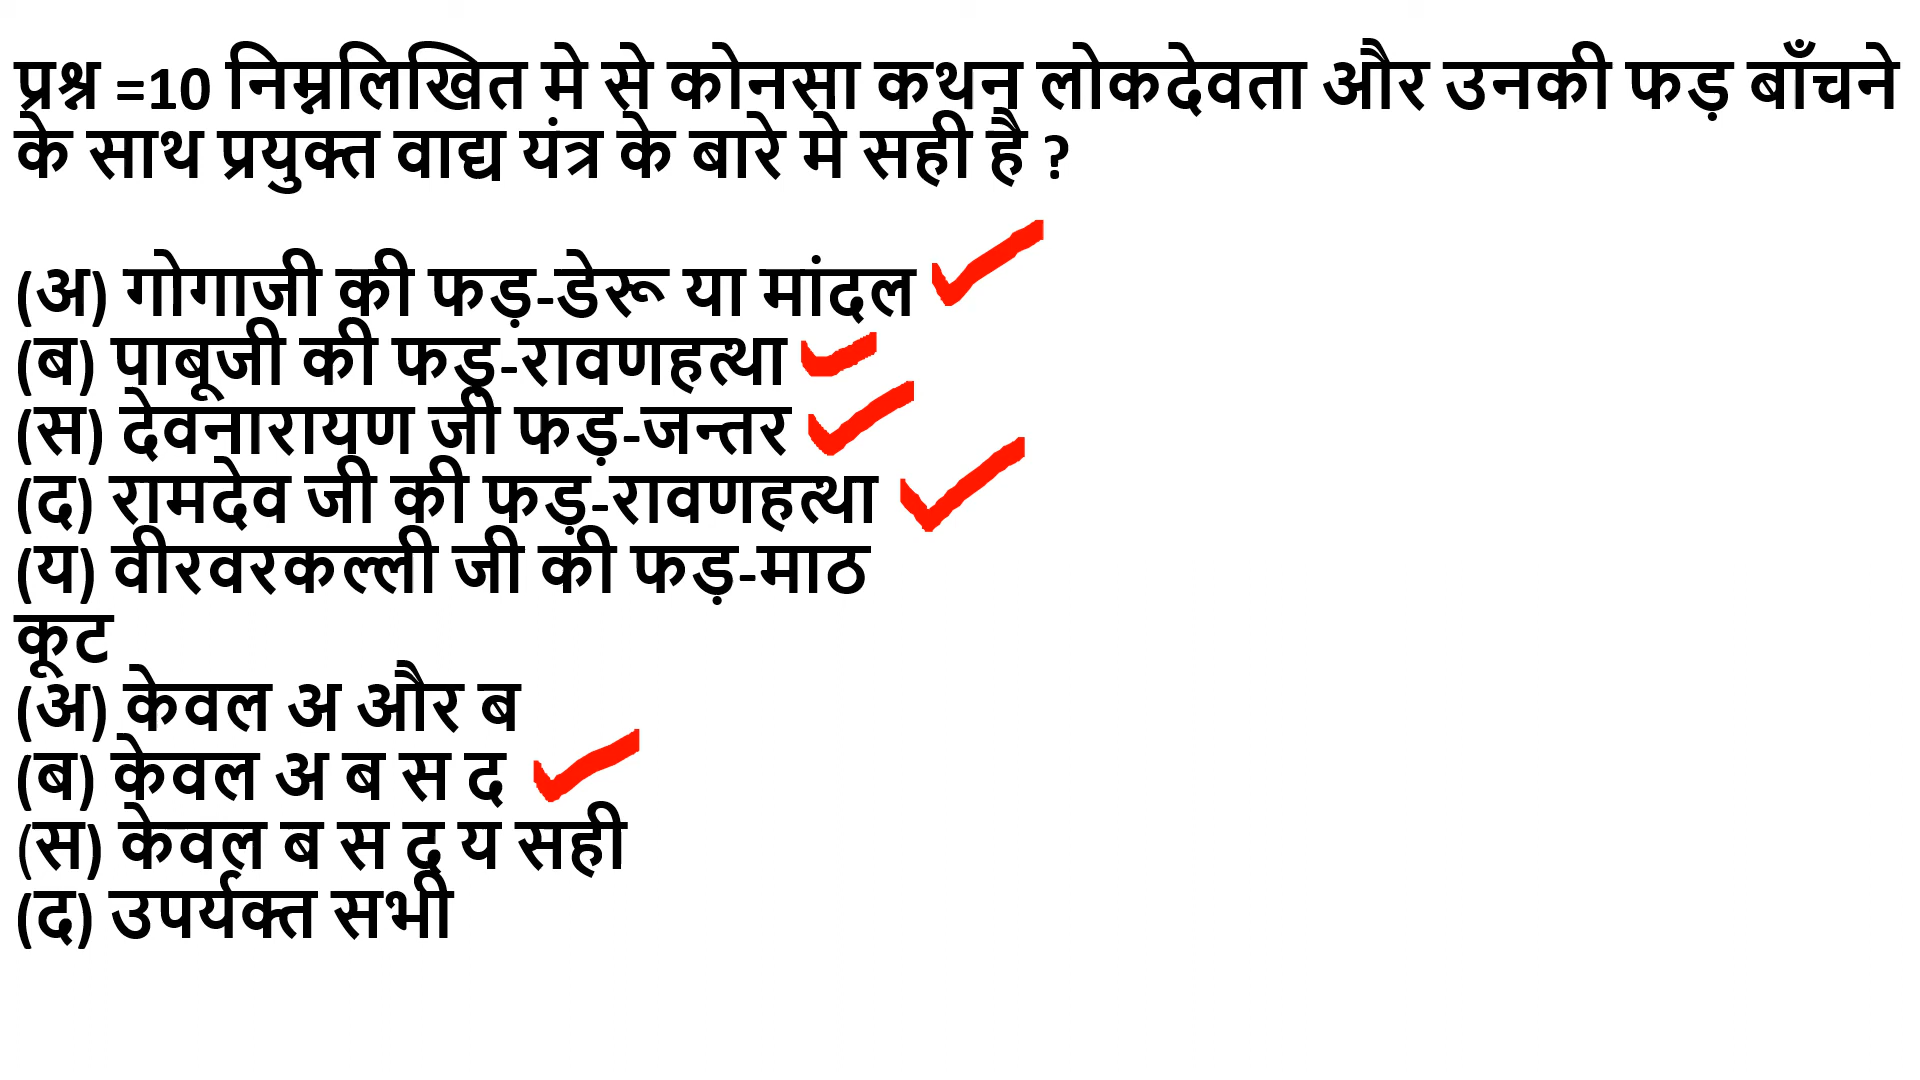 प्रश्न =10 निम्नलिखित मे से कोनसा कथन लोकदेवता और उनकी फड़ बाँचने
के साथ प्रयुक्त वाद्य यंत्र के बारे मे सही है ?
(अ) गोगाजी की फड़-डेरू या मांदल
(ब) पाबूजी की फड़-रावणहत्था
(स) देवनारायण जी फड़-जन्तर
(द) रामदेव जी की फड़-रावणहत्था
(य) वीरवरकल्ली जी की फड़-माठ
कूट
(अ) केवल अ और ब
(ब) केवल अ ब स द
(स) केवल ब स द य सही
(द) उपर्यक्त सभी